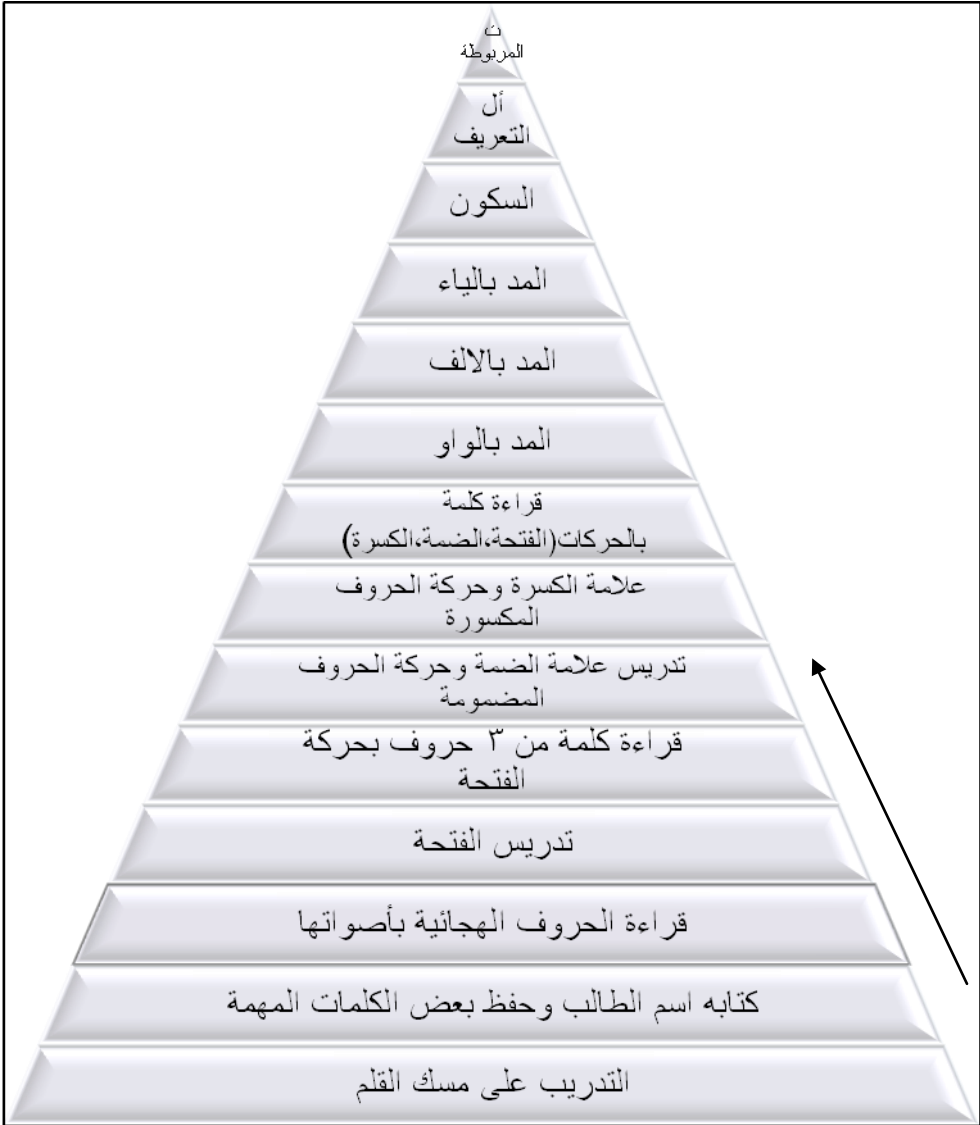 ت
المربوطة
أل
التعريف
السكون
المد بالياء
المد بالالف
المد بالواو
قراءة كلمة
بالحركات(الفتحة،الضمة،الكسرة)
علامة الكسرة وحركة الحروف
المكسورة
تدريس علامة الضمة وحركة الحروف
المضمومة
قراءة كلمة من ٣ حروف بحركة
الفتحة
تدريس الفتحة
قراءة الحروف الهجائية بأصواتها
كتابه اسم الطالب وحفظ بعض الكلمات المهمة
التدريب على مسك القلم